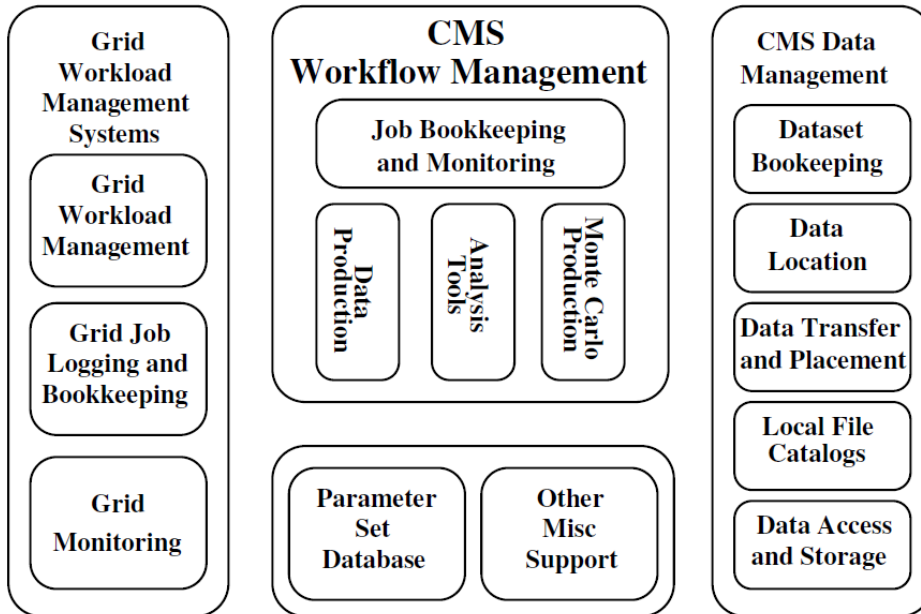 Grid
Workload
Management
Systems
Grid
Workload
Management
Grid Job
Logging and
Bookkeeping
Grid
Monitoring
CMS
Workflow Management
Job Bookkeeping
and Monitoring
Data
Production
Analysis
Tools
Monte Carlo
Production
Parameter
Set
Database
Other
Misc
Support
CMS Data
Management
Dataset
Bookeeping
Data
Location
Data Transfer
and Placement
Local File
Catalogs
Data Access
and Storage